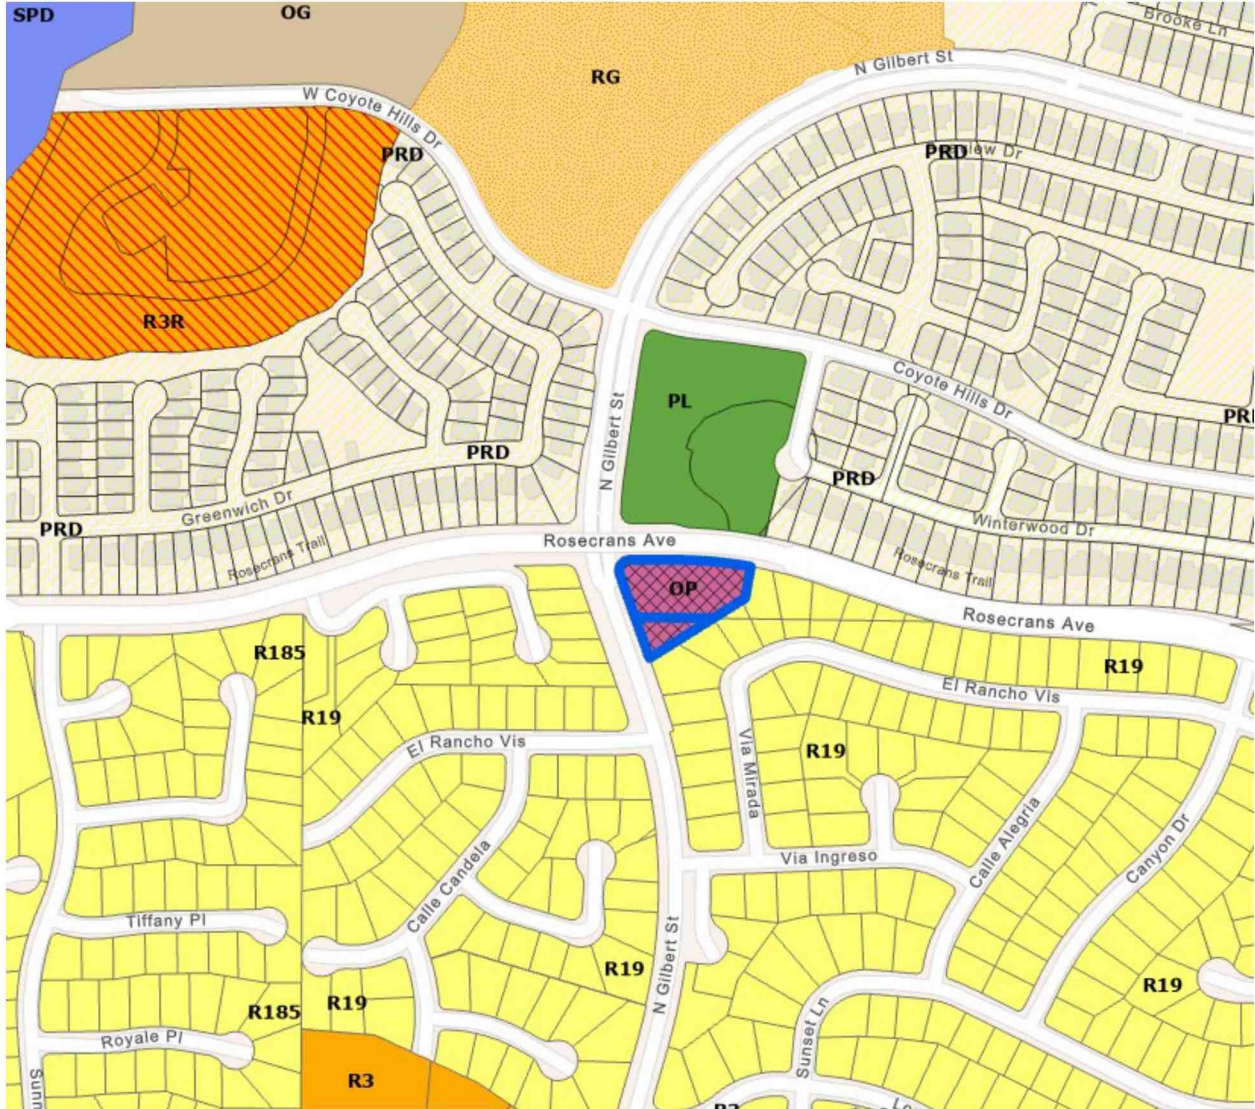 SPD
OG
Brooke Ln
RG
N Gilbert St
W Coyote Hills Dr
PRD
PRD
Dr
R3R
Coyote Hills Dr
PL
N Gilbert St
PRD
PRD
Greenwich Dr
PRD
Winterwood Dr
PRD
Rosecrans Ave
Rosecrans Trail
Rosecrans Trail
OP
Rosecrans Ave
R185
R19
El Rancho Vis
R19
El Rancho Vis
R19
Via Mirada
Calle Alegria
Canyon Dr
Via Ingreso
Calle Candela
Tiffany Pl
N Gilbert St
R19
R19
R19
R185
Sunset Ln
Royale Pl
R3
Sunn